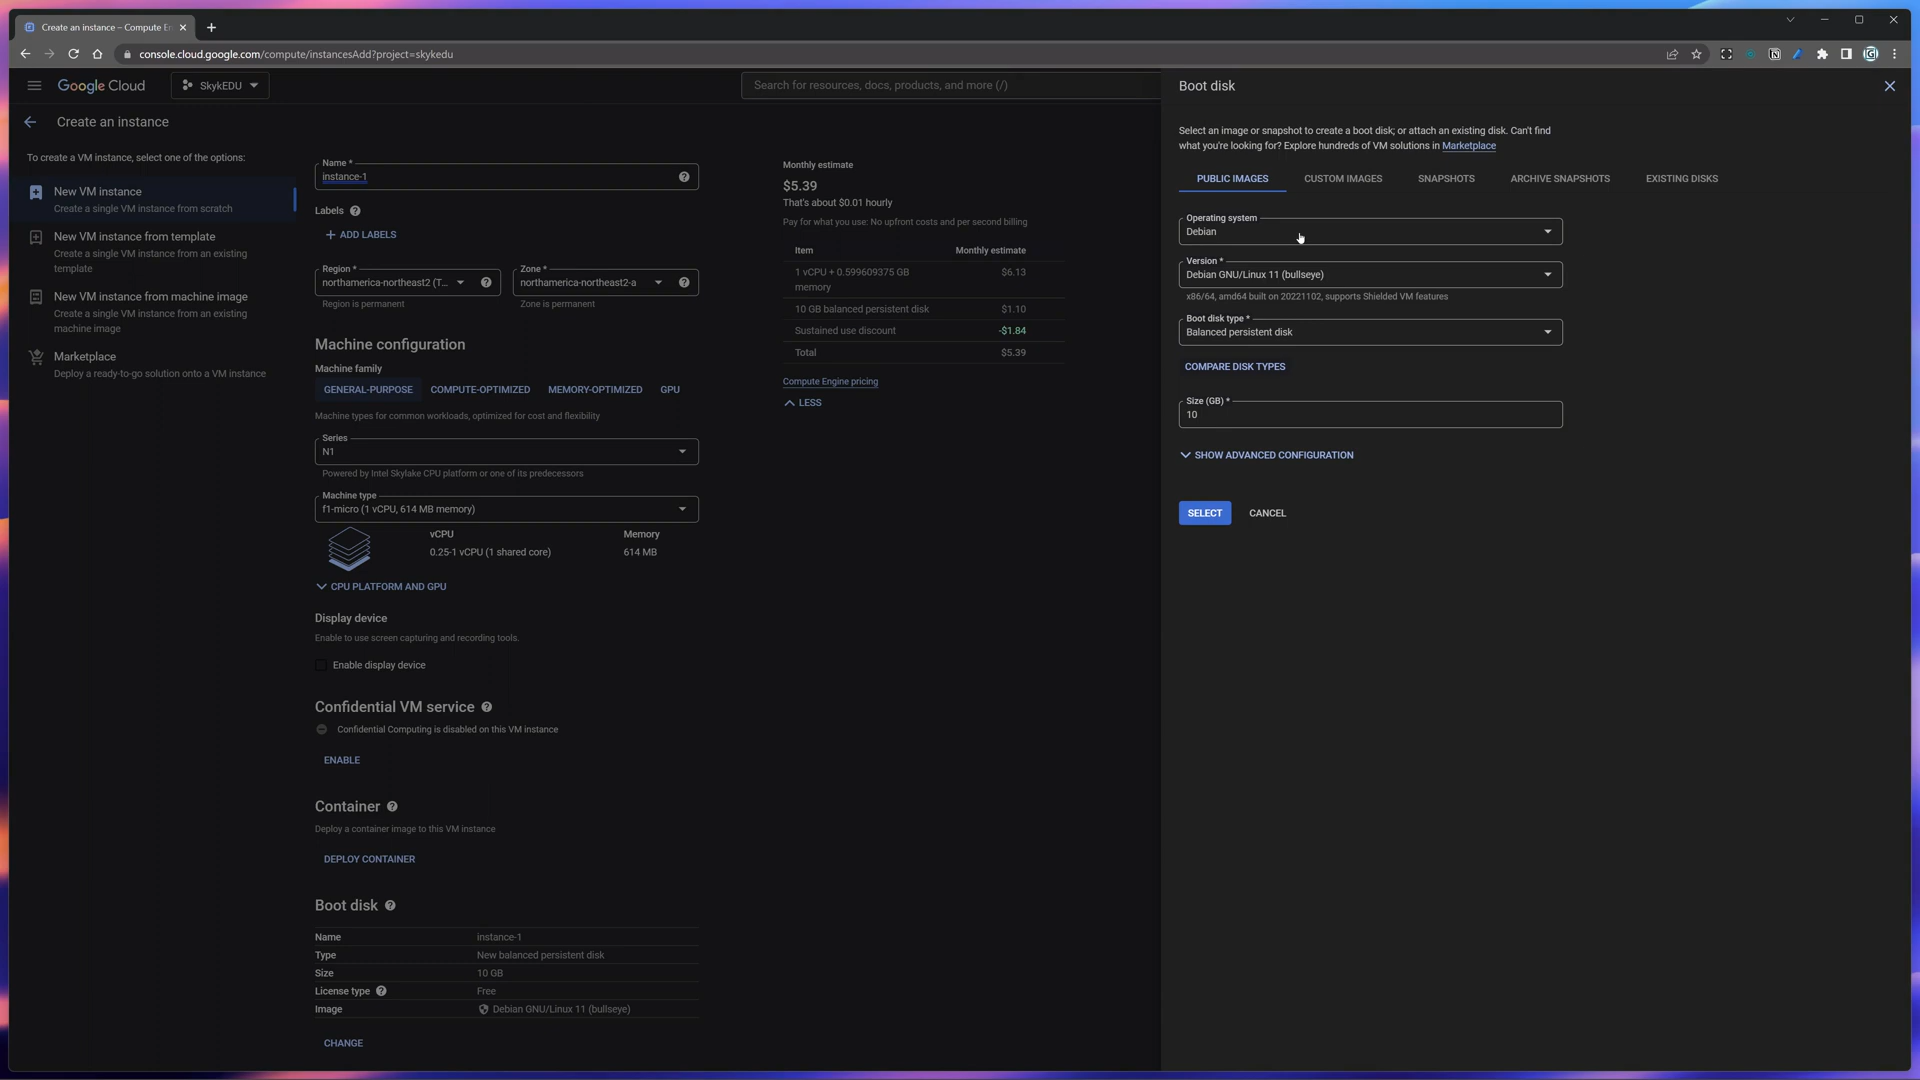 Create an instance – Compute E
console.cloud.google.com/compute/instancesAdd?project=skykedu
Google Cloud
SkykEDU
Search for resources, docs, products, and more (/)
Create an instance
To create a VM instance, select one of the options:
New VM instance
Create a single VM instance from scratch
New VM instance from template
Create a single VM instance from an existing
template
New VM instance from machine image
Create a single VM instance from an existing
machine image
Marketplace
Deploy a ready-to-go solution onto a VM instance
Name *
instance-1
Labels
ADD LABELS
Region *
northamerica-northeast2 (T...
Region is permanent
Zone *
northamerica-northeast2-a
Zone is permanent
Machine configuration
Machine family
GENERAL-PURPOSE COMPUTE-OPTIMIZED MEMORY-OPTIMIZED GPU
Machine types for common workloads, optimized for cost and flexibility
Series
N1
Powered by Intel Skylake CPU platform or one of its predecessors
Machine type
f1-micro (1 vCPU, 614 MB memory)
vCPU Memory
0.25-1 vCPU (1 shared core) 614 MB
CPU PLATFORM AND GPU
Display device
Enable to use screen capturing and recording tools.
Enable display device
Confidential VM service
Confidential Computing is disabled on this VM instance
ENABLE
Container
Deploy a container image to this VM instance
DEPLOY CONTAINER
Boot disk
Name instance-1
Type New balanced persistent disk
Size 10 GB
License type Free
Image Debian GNU/Linux 11 (bullseye)
CHANGE
Monthly estimate
$5.39
That's about $0.01 hourly
Pay for what you use: No upfront costs and per second billing
Item Monthly estimate
1 vCPU + 0.599609375 GB $6.13
memory
10 GB balanced persistent disk $1.10
Sustained use discount -$1.84
Total $5.39
Compute Engine pricing
LESS
Boot disk
Select an image or snapshot to create a boot disk; or attach an existing disk. Can't find
what you're looking for? Explore hundreds of VM solutions in Marketplace
PUBLIC IMAGES CUSTOM IMAGES SNAPSHOTS ARCHIVE SNAPSHOTS EXISTING DISKS
Operating system
Debian
Version *
Debian GNU/Linux 11 (bullseye)
x86/64, amd64 built on 20221102, supports Shielded VM features
Boot disk type *
Balanced persistent disk
COMPARE DISK TYPES
Size (GB) *
10
SHOW ADVANCED CONFIGURATION
SELECT CANCEL